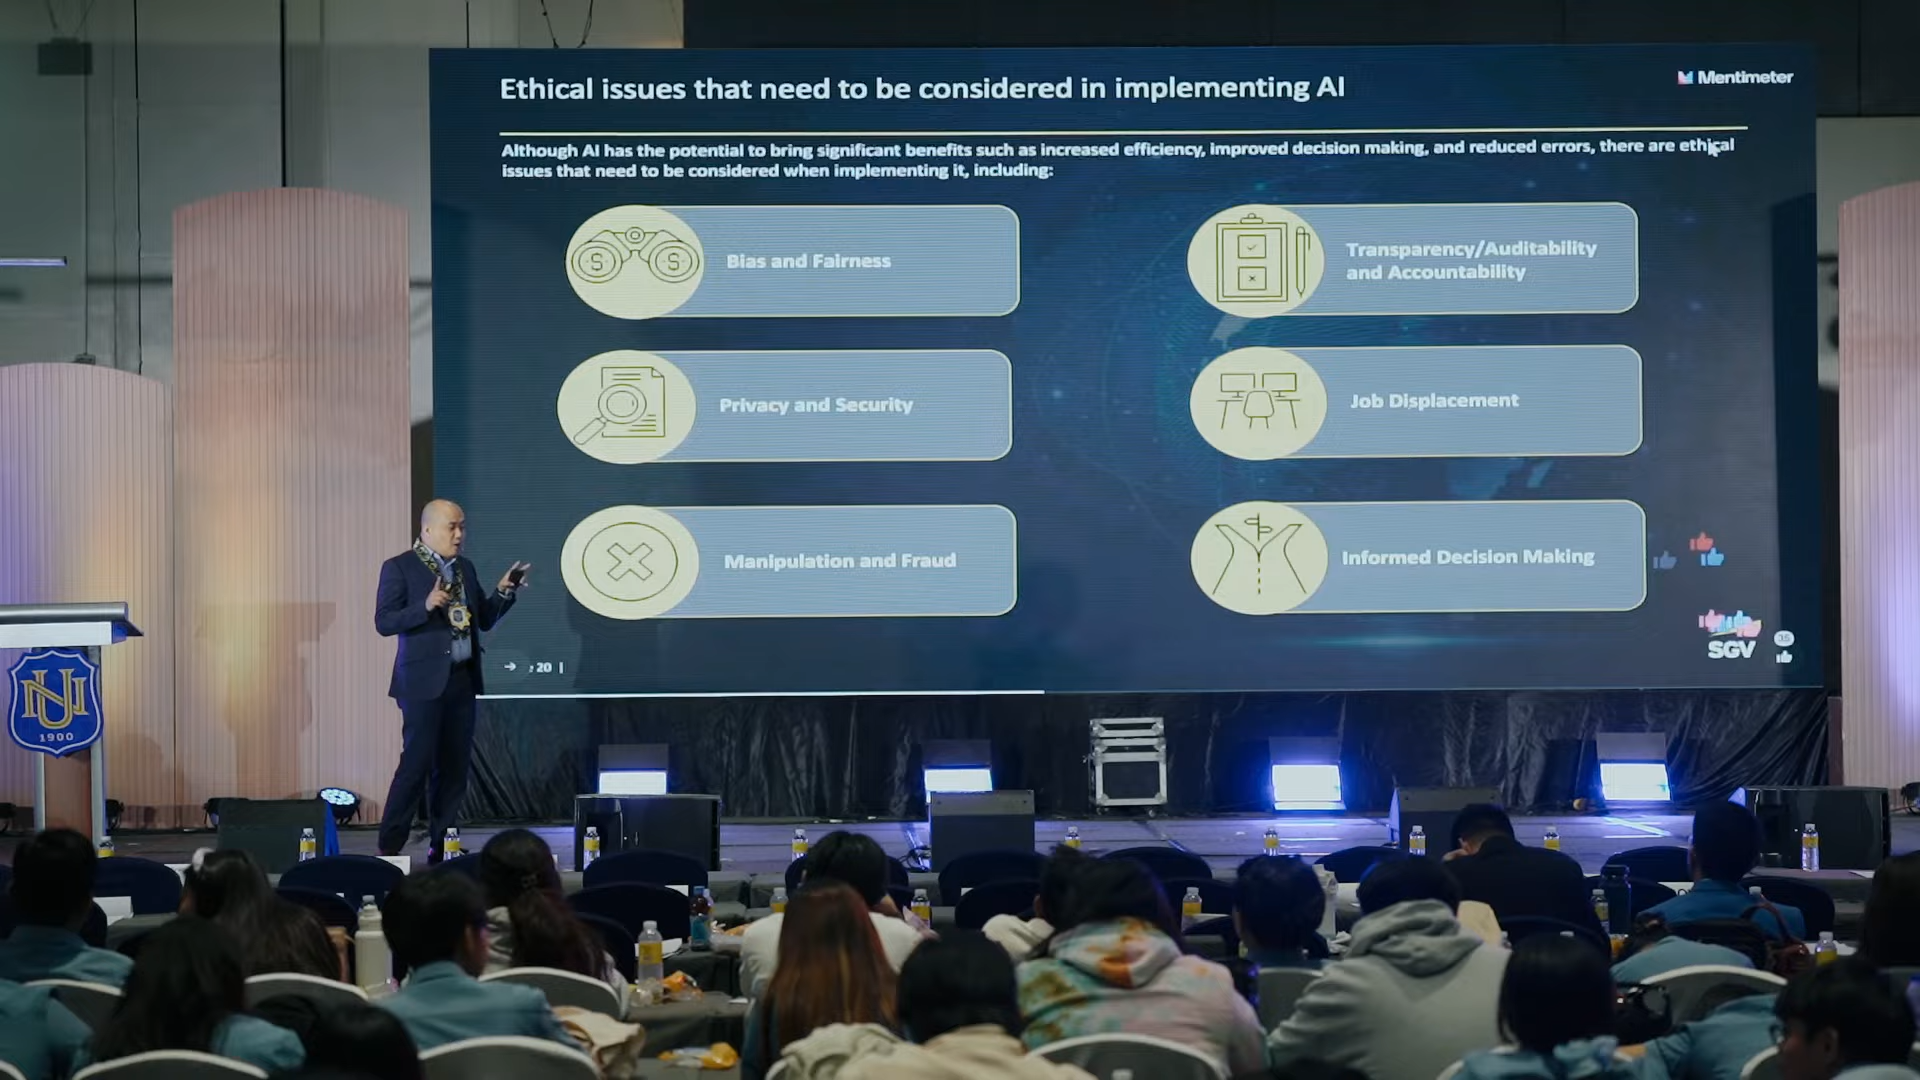 Ethical issues that need to be considered in implementing AI
Mentimeter
Although AI has the potential to bring significant benefits such as increased efficiency, improved decision making, and reduced errors, there are ethical
issues that need to be considered when implementing it, including:
Bias and Fairness
Transparency/Auditability
and Accountability
Privacy and Security
Job Displacement
Manipulation and Fraud
Informed Decision Making
SGV
35
20 |
NU
1900